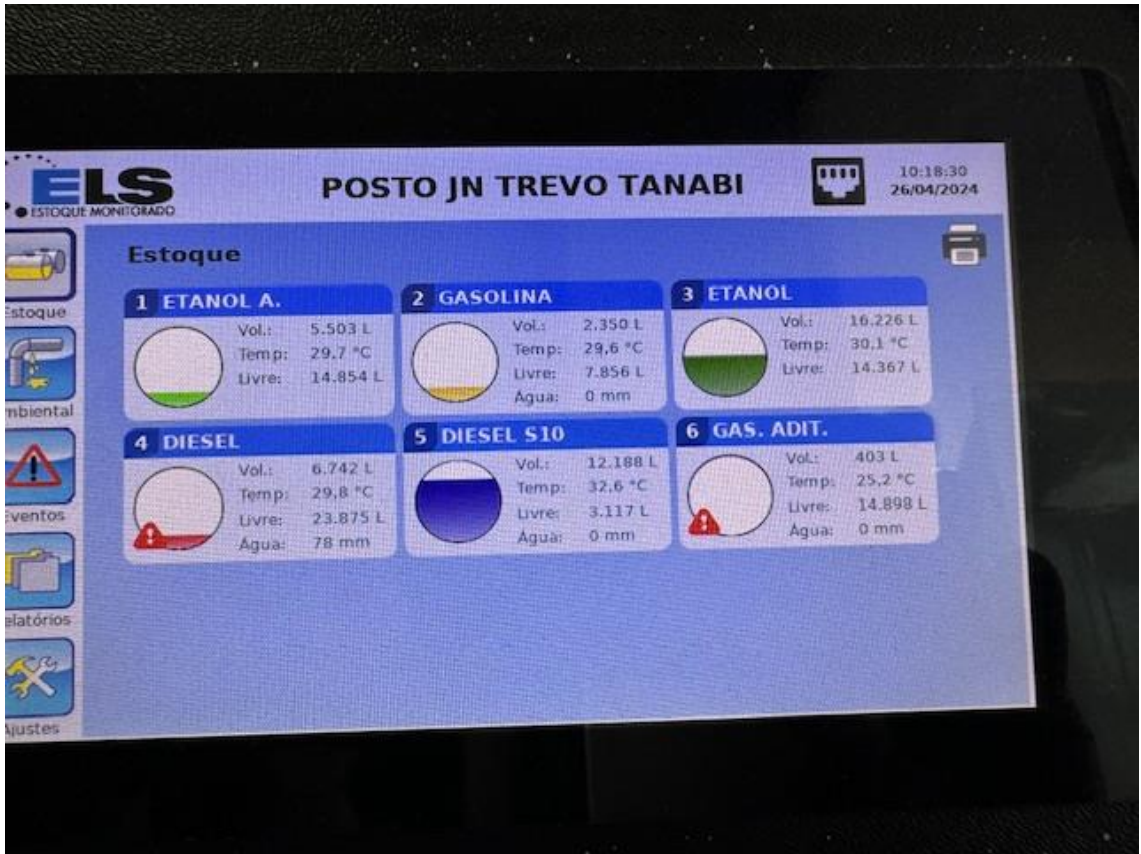 ELS
ESTOQUE MONITORADO
POSTO JN TREVO TANABI
10:18:30
26/04/2024
Estoque
1 ETANOL A.
Vol.: 5.503 L
Temp: 29,7 °C
Livre: 14.854 L
2 GASOLINA
Vol.: 2.350 L
Temp: 29,6 °C
Livre: 7.856 L
Água: 0 mm
3 ETANOL
Vol.: 16.226 L
Temp: 30,1 °C
Livre: 14.367 L
4 DIESEL
Vol.: 6.742 L
Temp: 29,8 °C
Livre: 23.875 L
Água: 78 mm
5 DIESEL S10
Vol.: 12.188 L
Temp: 32,6 °C
Livre: 3.117 L
Água: 0 mm
6 GAS. ADIT.
Vol.: 403 L
Temp: 25,2 °C
Livre: 14.898 L
Água: 0 mm
Estoque
mbiental
Eventos
elatórios
Ajustes